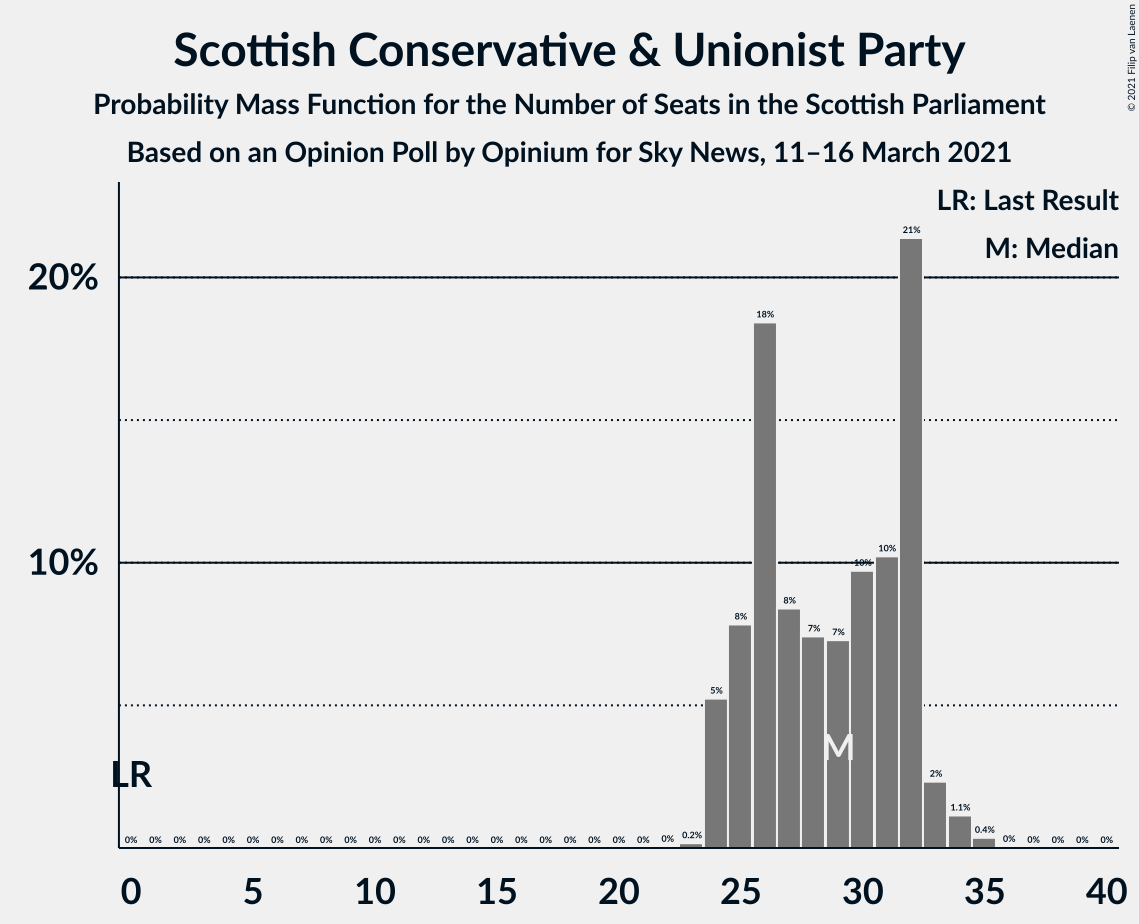 Scottish Conservative & Unionist Party
Probability Mass Function for the Number of Seats in the Scottish Parliament
Based on an Opinion Poll by Opinium for Sky News, 11–16 March 2021
© 2021 Filip van Laenen
LR: Last Result
M: Median
20%
10%
21%
18%
10%
10%
8%
8%
7%
7%
5%
M
LR
2%
1.1%
0.4%
0% 0% 0% 0% 0% 0% 0% 0% 0% 0% 0% 0% 0% 0% 0% 0% 0% 0% 0% 0% 0% 0% 0% 0.2% 0% 0% 0% 0% 0%
0 5 10 15 20 25 30 35 40